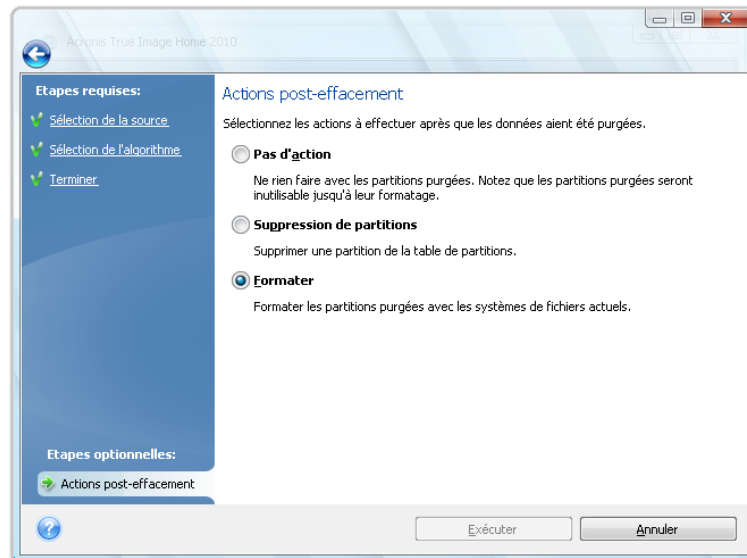 Acronis True Image Home 2010
Etapes requises:
Sélection de la source
Sélection de l'algorithme
Terminer
Actions post-effacement
Sélectionnez les actions à effectuer après que les données aient été purgées.
Pas d'action
Ne rien faire avec les partitions purgées. Notez que les partitions purgées seront
inutilisable jusqu'à leur formatage.
Suppression de partitions
Supprimer une partition de la table de partitions.
Formater
Formater les partitions purgées avec les systèmes de fichiers actuels.
Etapes optionnelles:
Actions post-effacement
Exécuter
Annuler